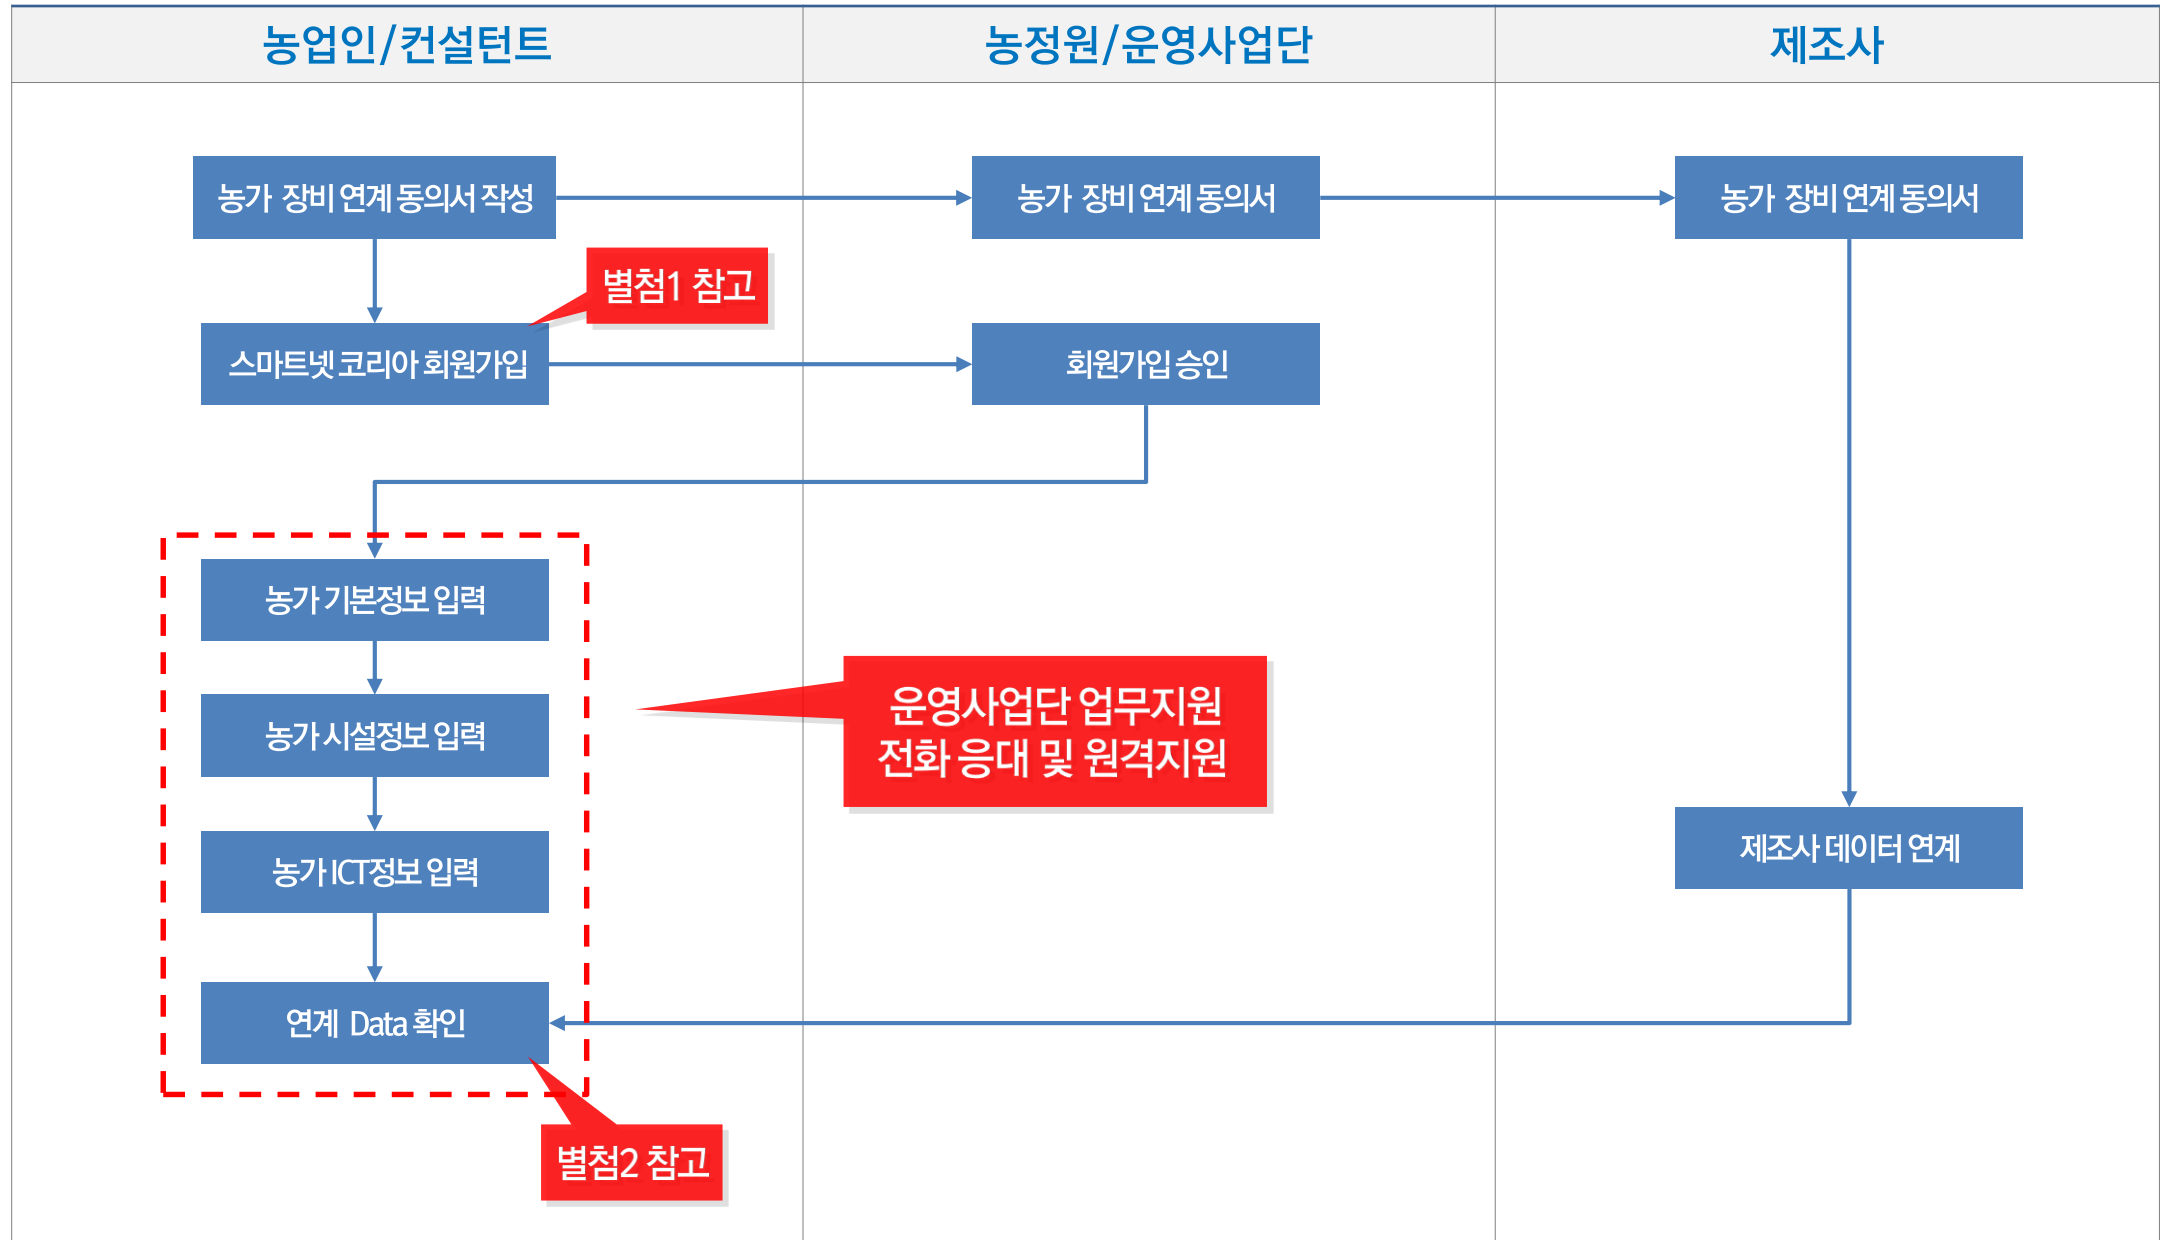 농업인/컨설턴트
농정원/운영사업단
제조사
농가 장비 연계 동의서 작성
농가 장비 연계 동의서
농가 장비 연계 동의서
별첨1 참고
스마트넷 코리아 회원가입
회원가입 승인
농가 기본정보 입력
농가 시설정보 입력
운영사업단 업무지원
전화 응대 및 원격지원
농가 ICT정보 입력
제조사 데이터 연계
연계 Data 확인
별첨2 참고